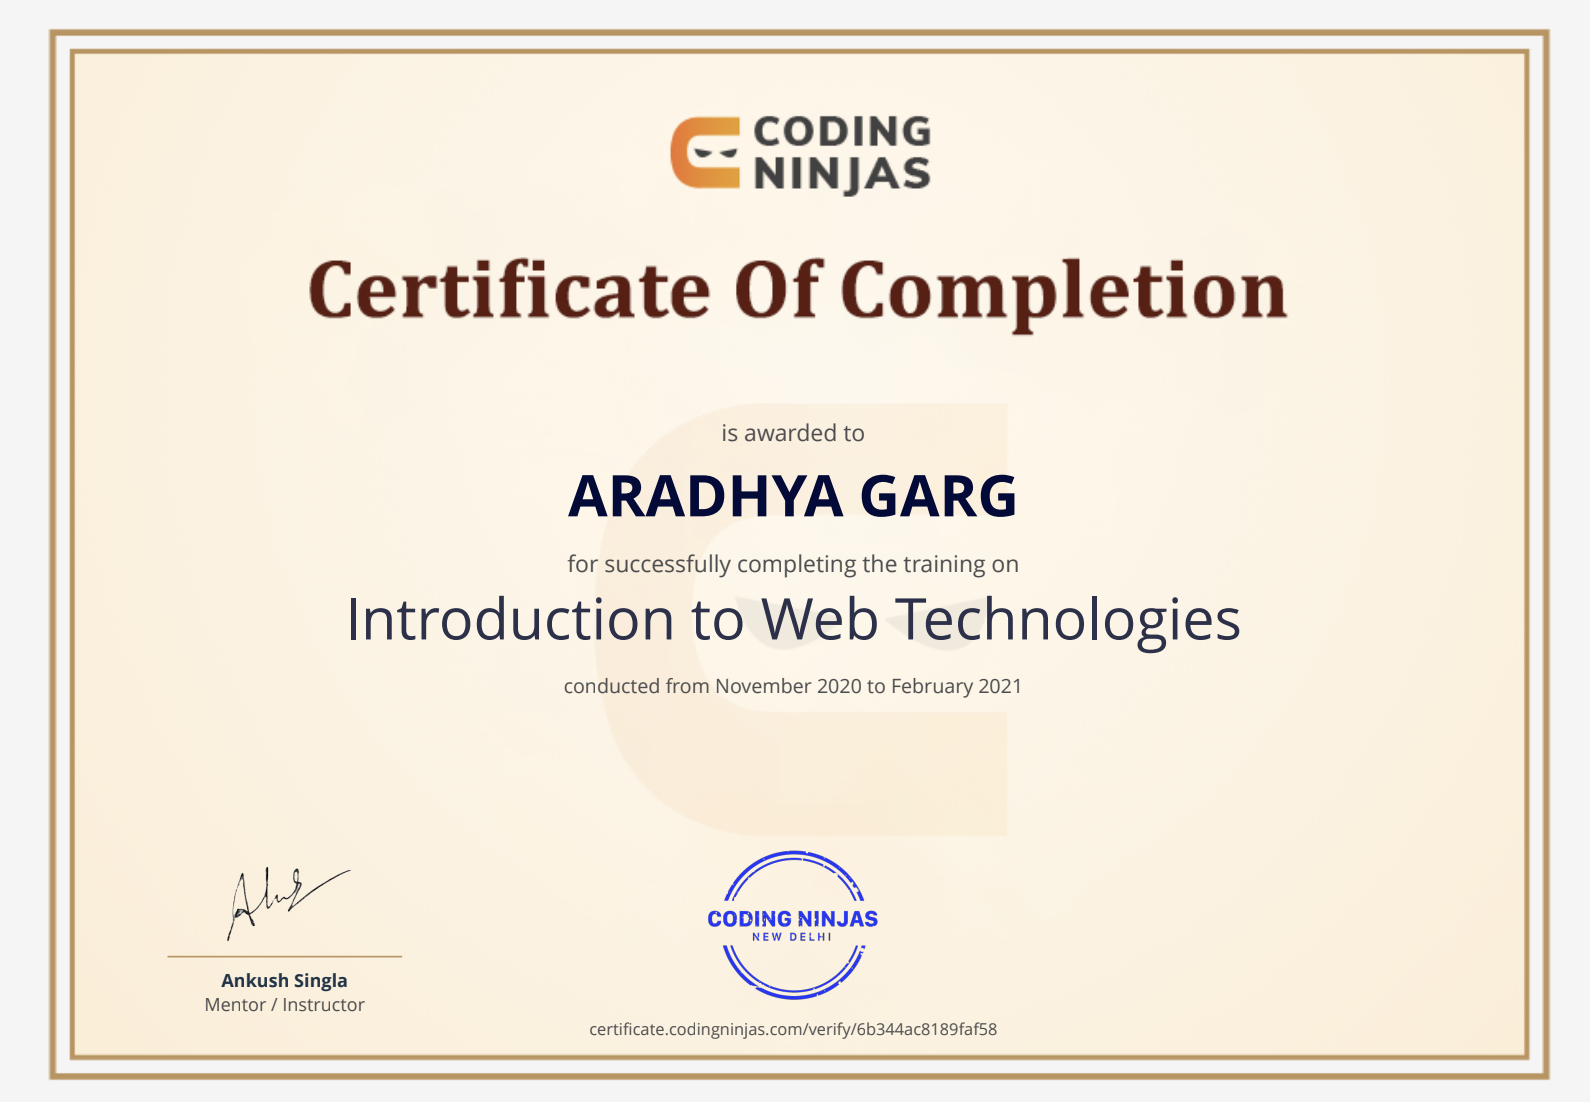 CODING
NINJAS
Certificate Of Completion
is awarded to
ARADHYA GARG
for successfully completing the training on
Introduction to Web Technologies
conducted from November 2020 to February 2021
Ankush Singla
Mentor / Instructor
CODING NINJAS
NEW DELHI
certificate.codingninjas.com/verify/6b344ac8189faf58